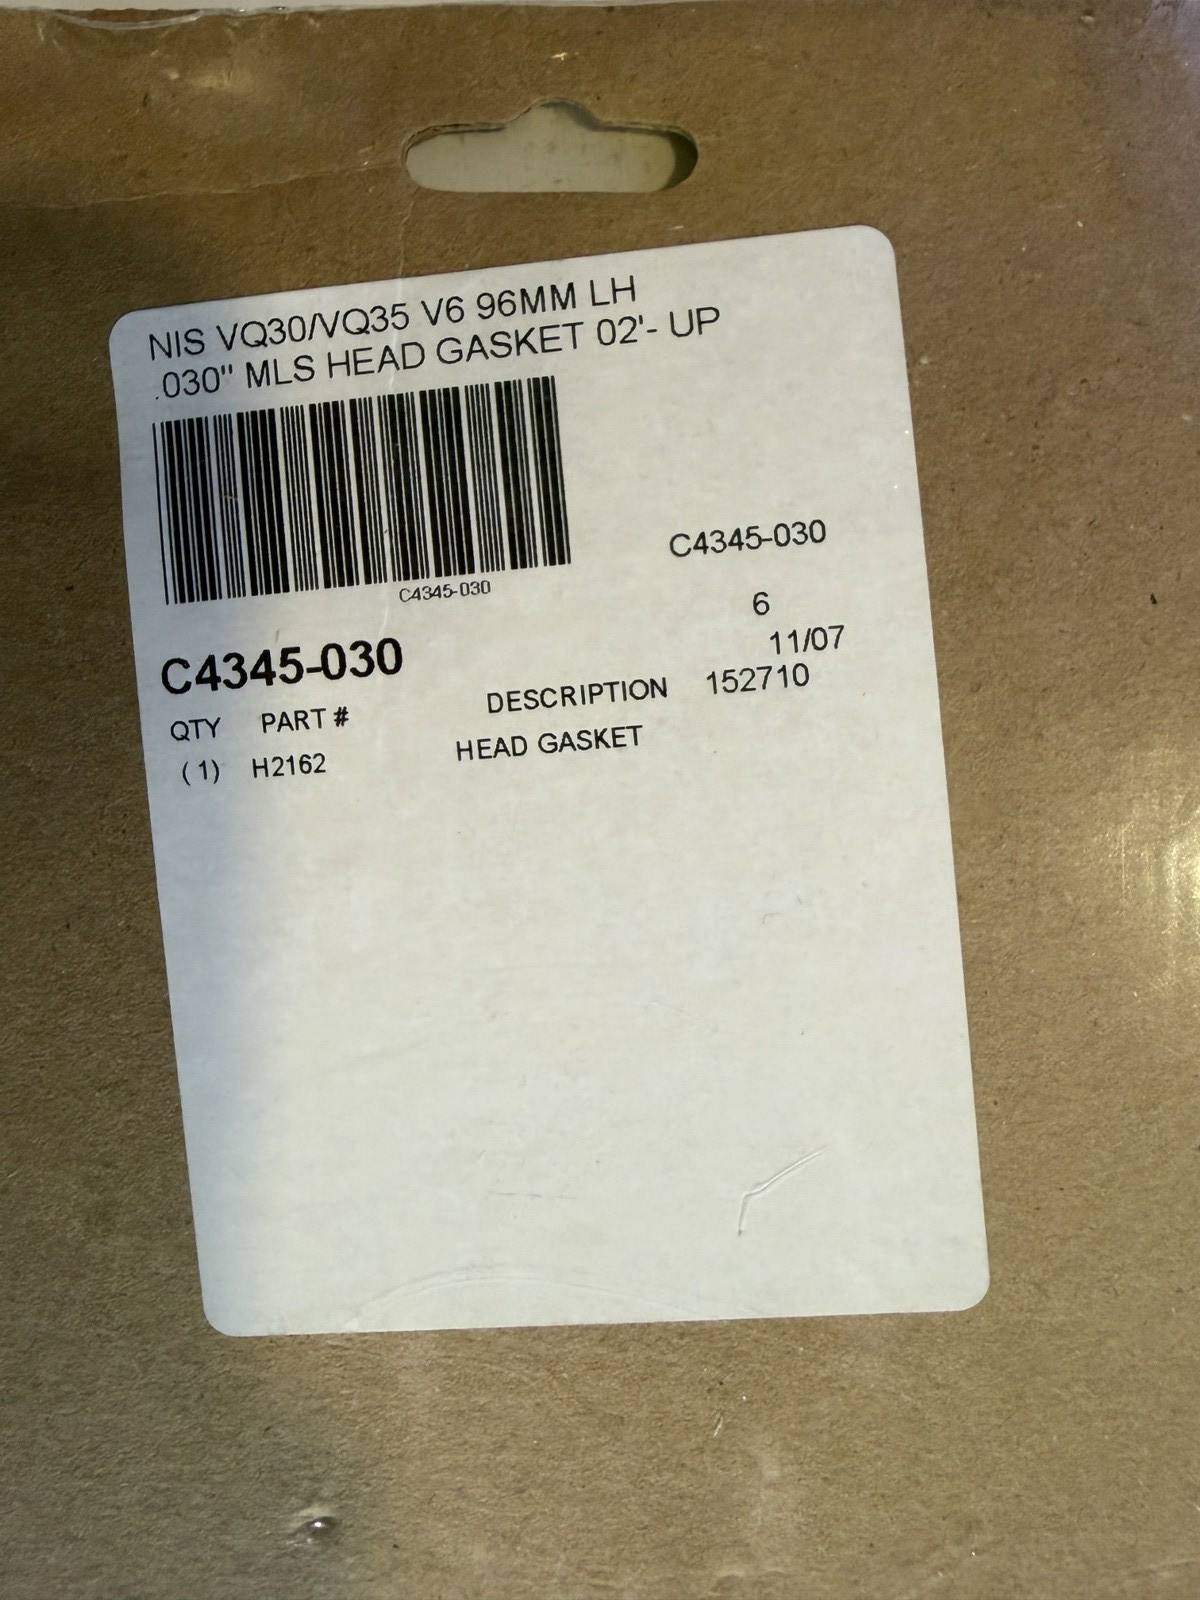 NIS VQ30/VQ35 V6 96MM LH
.030" MLS HEAD GASKET 02'- UP
C4345-030
C4345-030
6
11/07
C4345-030
152710
QTY PART # DESCRIPTION
( 1) H2162 HEAD GASKET